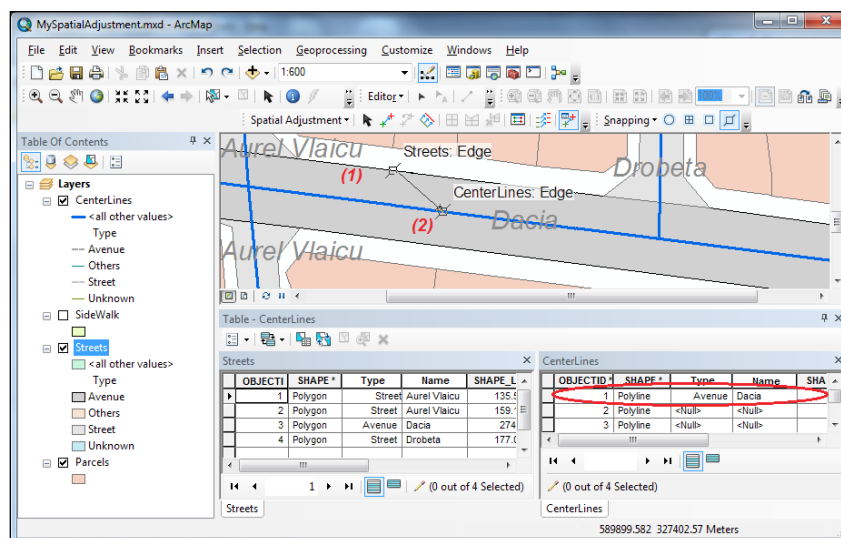 MySpatialAdjustment.mxd - ArcMap
File Edit View Bookmarks Insert Selection Geoprocessing Customize Windows Help
1:600
Editor 100%
Spatial Adjustment Snapping
Table Of Contents
Layers
CenterLines
<all other values>
Type
Avenue
Others
Street
Unknown
SideWalk
Streets
<all other values>
Type
Avenue
Others
Street
Unknown
Parcels
Aurel Vlaicu
Streets: Edge
Drobeta
(1)
CenterLines: Edge
(2)
Dacia
Aurel Vlaicu
Table - CenterLines
Streets
OBJECTI SHAPE * Type Name SHAPE_L
1 Polygon Street Aurel Vlaicu 135.5
2 Polygon Street Aurel Vlaicu 159.1
3 Polygon Avenue Dacia 274
4 Polygon Street Drobeta 177.0
1
(0 out of 4 Selected)
Streets
CenterLines
OBJECTID * SHAPE * Type Name SHA
1 Polyline Avenue Dacia
2 Polyline <Null> <Null>
3 Polyline <Null> <Null>
(0 out of 4 Selected)
CenterLines
589899.582 327402.57 Meters